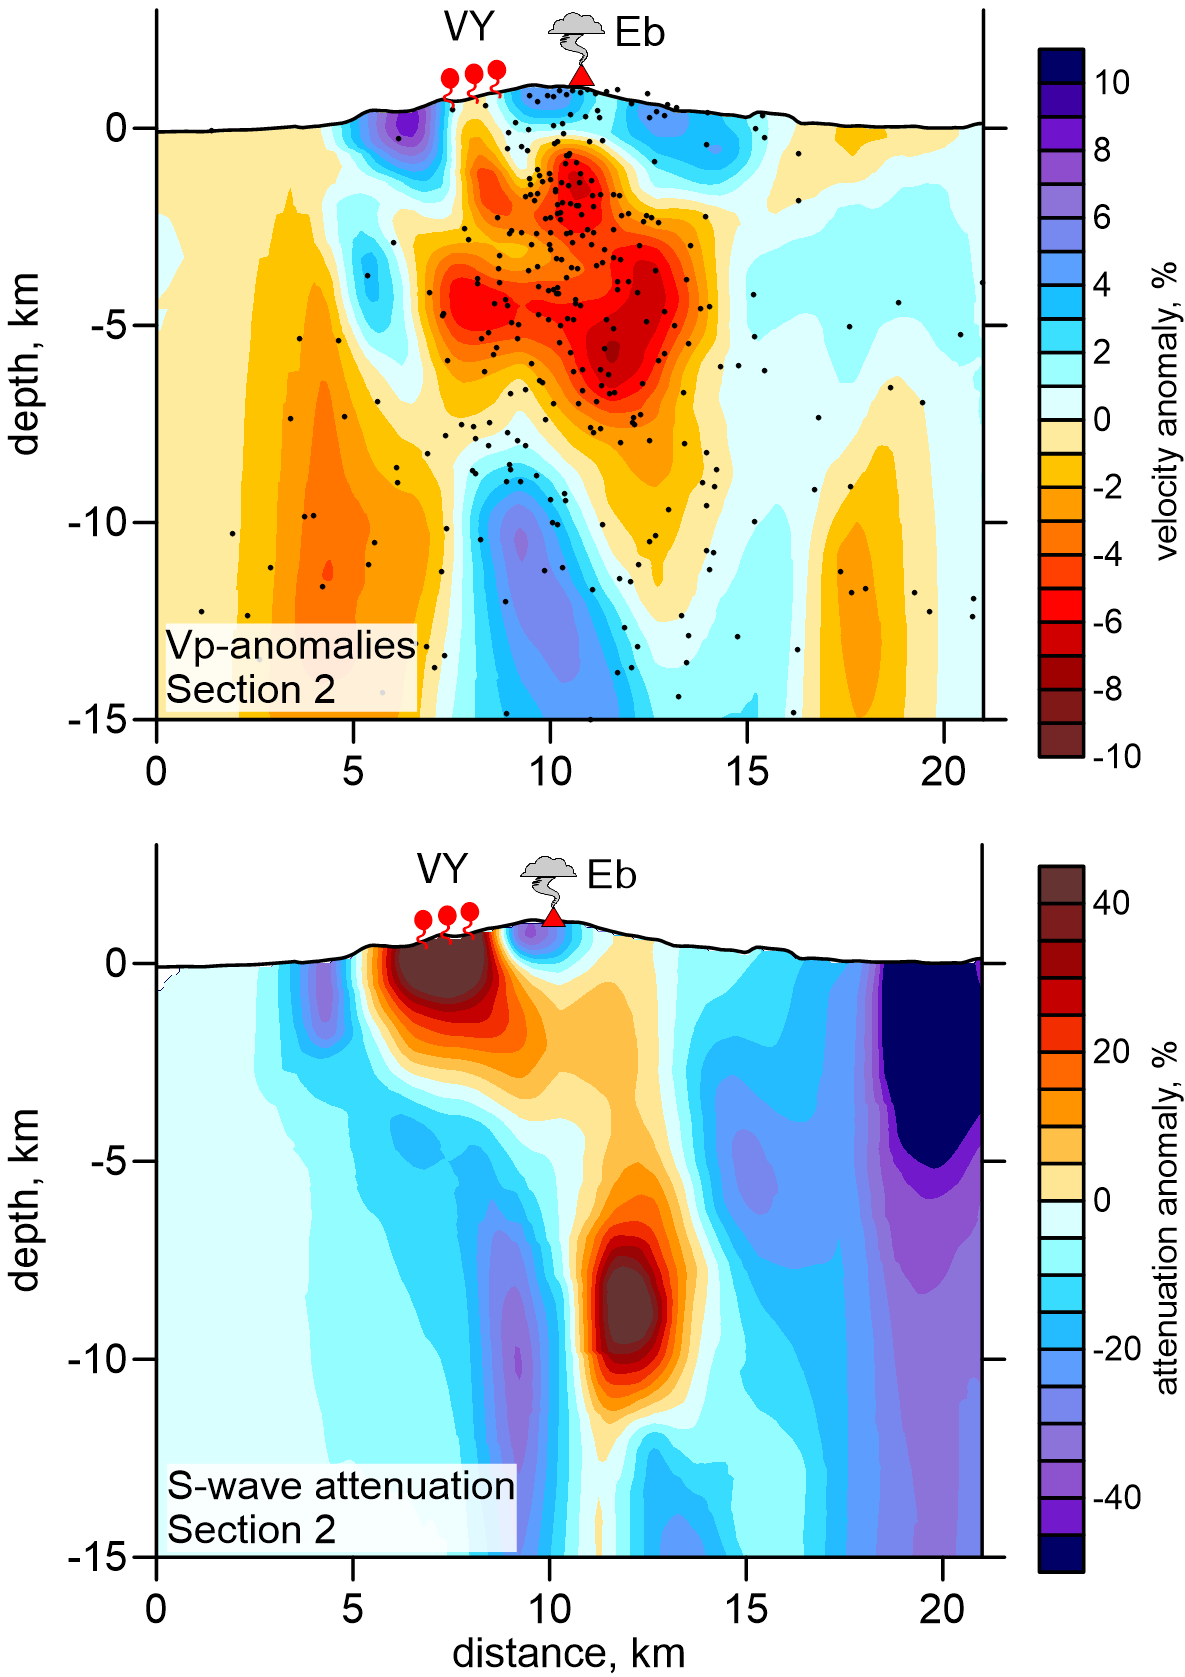 VY
Eb
0
-5
-10
-15
depth, km
Vp-anomalies
Section 2
0
5
10
15
20
10
8
6
4
2
0
-2
-4
-6
-8
-10
velocity anomaly, %
VY
Eb
0
-5
-10
-15
depth, km
S-wave attenuation
Section 2
0
5
10
15
20
distance, km
40
20
0
-20
-40
attenuation anomaly, %